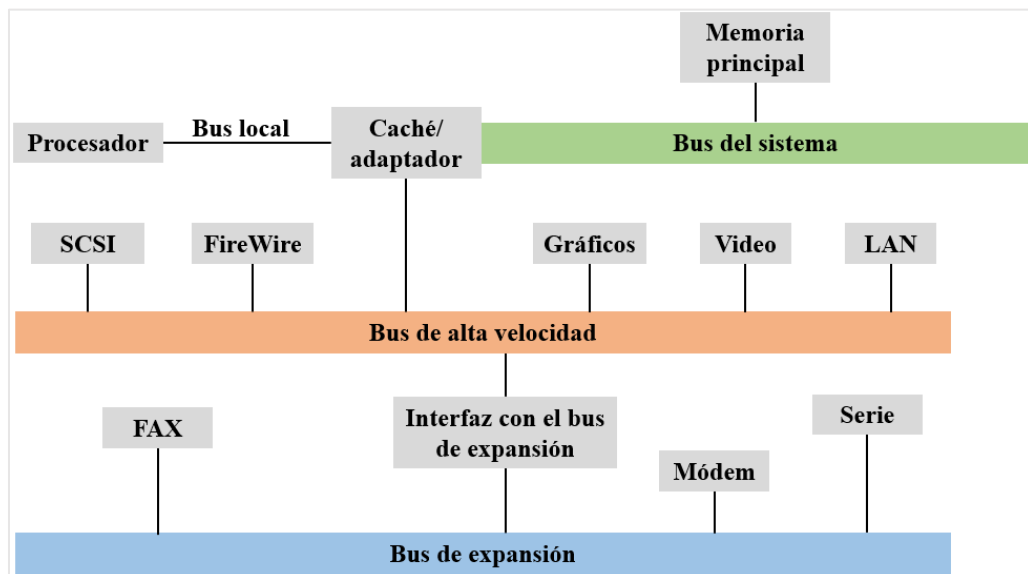 Memoria
principal
Procesador
Bus local
Caché/
adaptador
Bus del sistema
SCSI
FireWire
Gráficos
Video
LAN
Bus de alta velocidad
FAX
Interfaz con el bus
de expansión
Módem
Serie
Bus de expansión